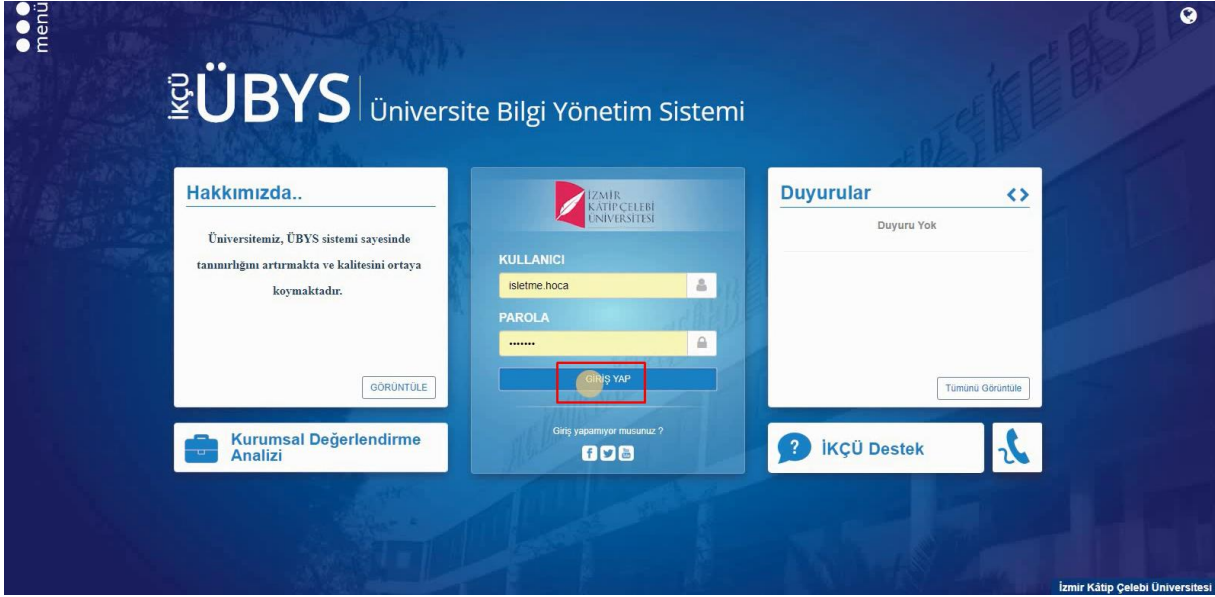 menü
İKÇÜ
ÜBYS
Üniversite Bilgi Yönetim Sistemi
Hakkımızda..
Üniversitemiz, ÜBYS sistemi sayesinde
tanınırlığını artırmakta ve kalitesini ortaya
koymaktadır.
GÖRÜNTÜLE
Kurumsal Değerlendirme
Analizi
İZMİR
KÂTİP ÇELEBİ
ÜNİVERSİTESİ
KULLANICI
isletme.hoca
PAROLA
•••••••
GİRİŞ YAP
Giriş yapamıyor musunuz ?
Duyurular
Duyuru Yok
Tümünü Görüntüle
İKÇÜ Destek
İzmir Kâtip Çelebi Üniversitesi